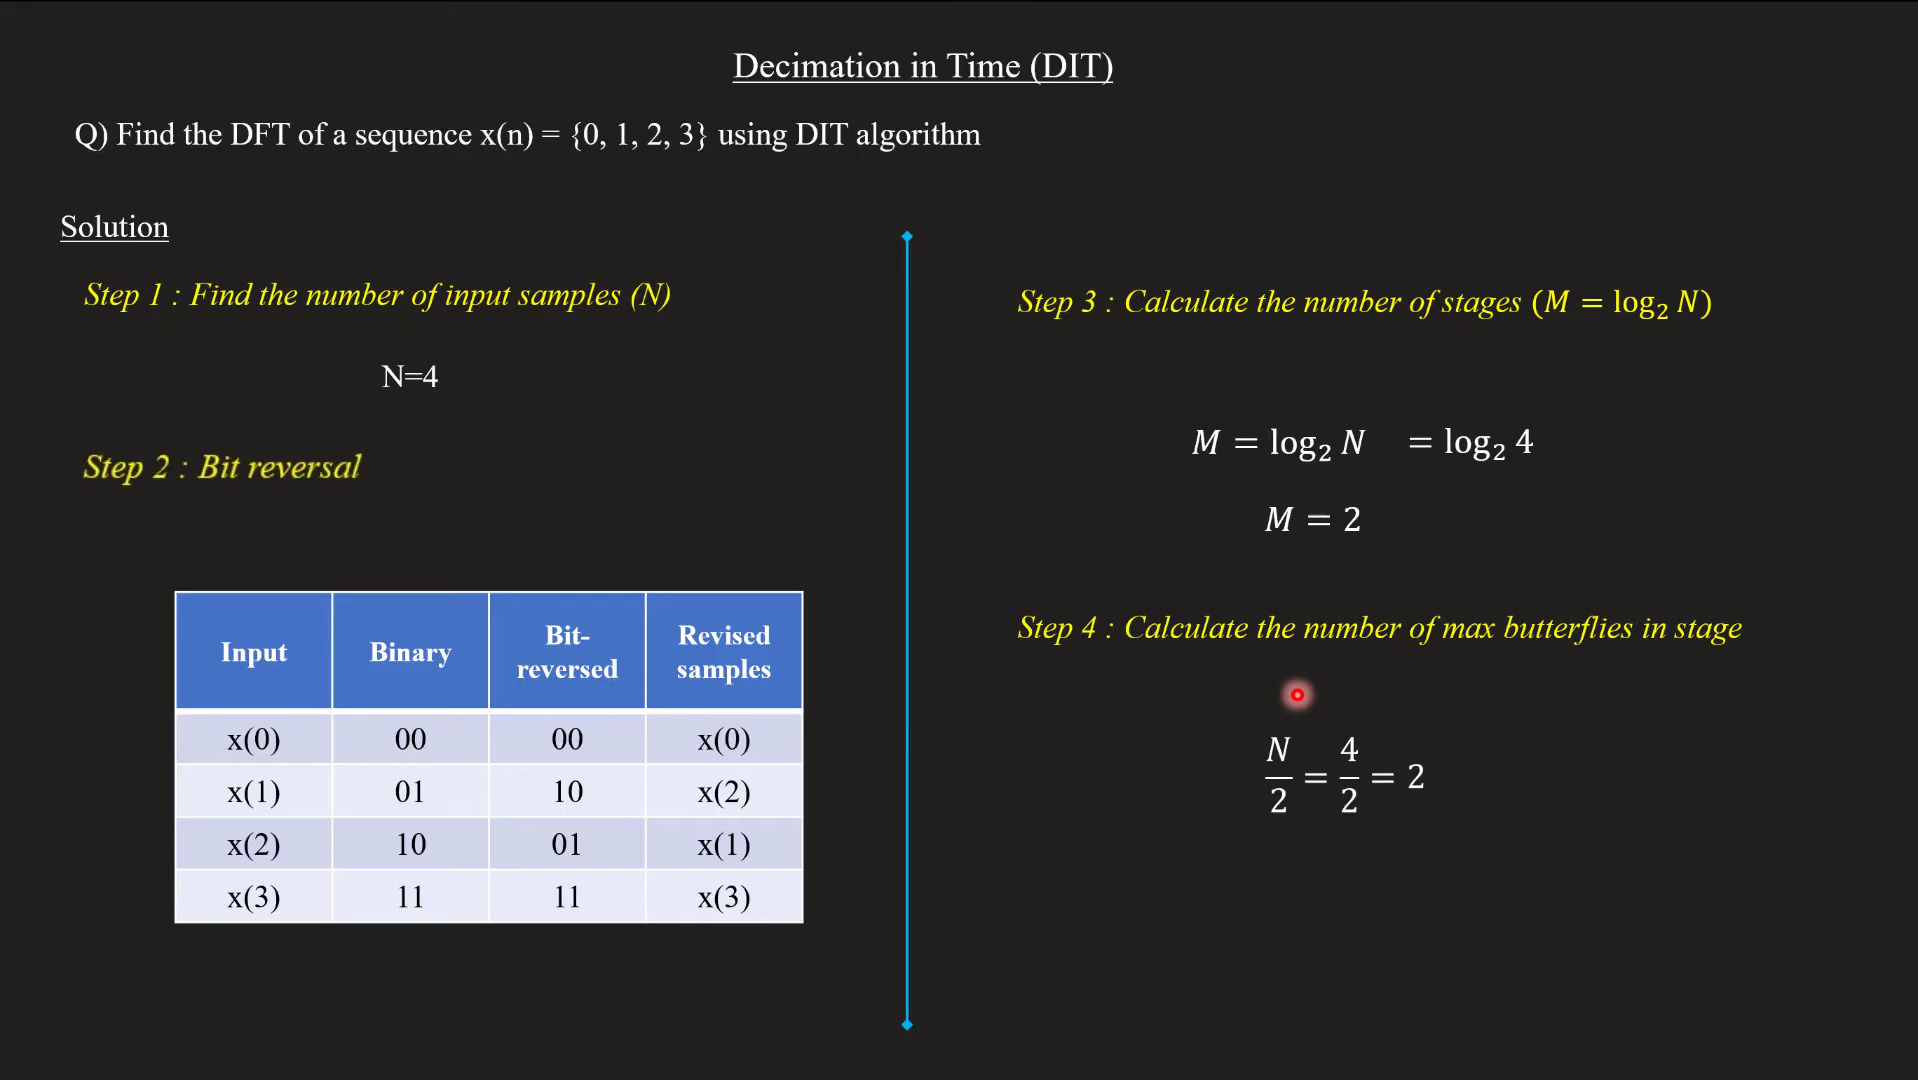 Decimation in Time (DIT)
Q) Find the DFT of a sequence x(n) = {0, 1, 2, 3} using DIT algorithm
Solution
Step 1 : Find the number of input samples (N)
N=4
Step 2 : Bit reversal
Input Binary Bit-reversed Revised samples
x(0) 00 00 x(0)
x(1) 01 10 x(2)
x(2) 10 01 x(1)
x(3) 11 11 x(3)
Step 3 : Calculate the number of stages (M = log₂ N)
M = log₂ N = log₂ 4
M = 2
Step 4 : Calculate the number of max butterflies in stage
N/2 = 4/2 = 2